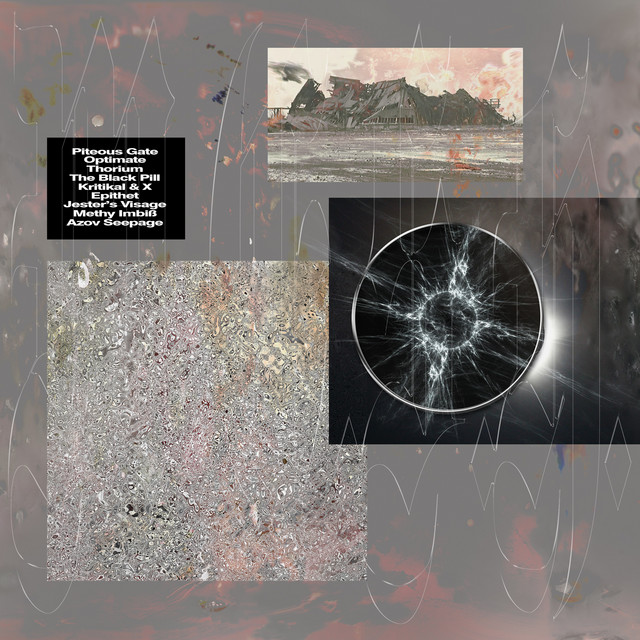 Piteous Gate
Optimate
Thorium
The Black Pill
Kritikal & X
Epithet
Jester's Visage
Methy Imbiß
Azov Seepage